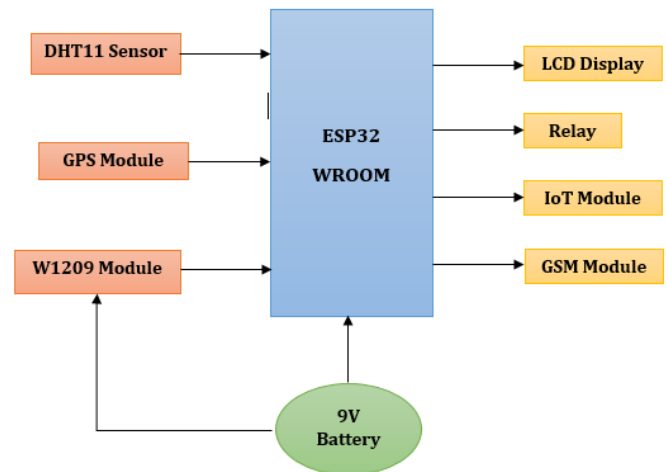 DHT11 Sensor
GPS Module
W1209 Module
ESP32
WROOM
LCD Display
Relay
IoT Module
GSM Module
9V
Battery